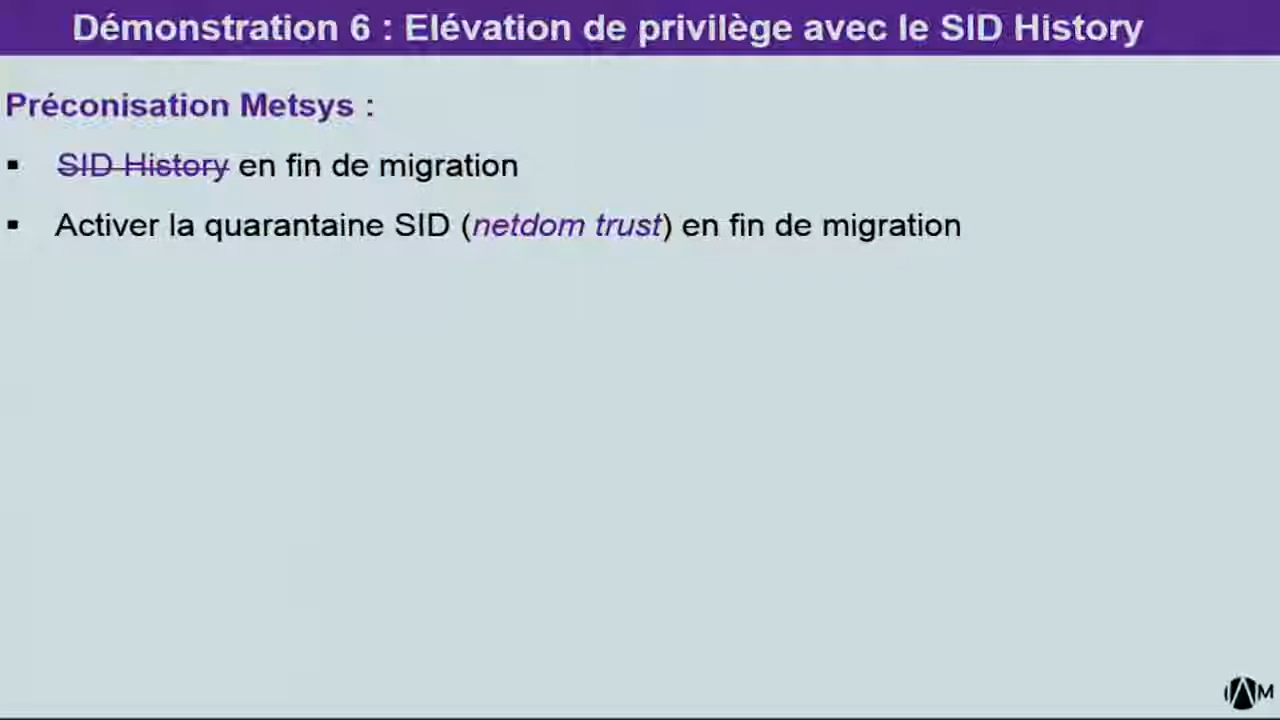 Démonstration 6 : Elévation de privilège avec le SID History
Préconisation Metsys :
▪ SID History en fin de migration
▪ Activer la quarantaine SID (netdom trust) en fin de migration